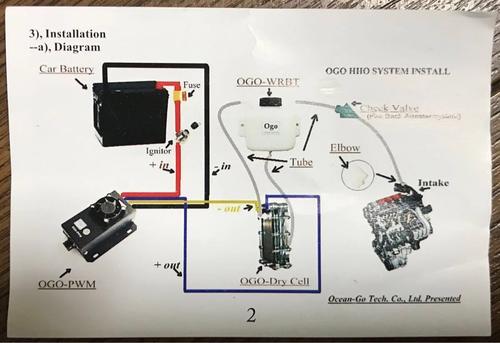 3), Installation
--a), Diagram
Car Battery
OGO-WRBT
OGO HHO SYSTEM INSTALL
Fuse
Check Valve
Ogo
Ignitor
Tube
Elbow
+ in
- in
Intake
- out
+ out
OGO-PWM
OGO-Dry Cell
Ocean-Go Tech. Co., Ltd. Presented
2